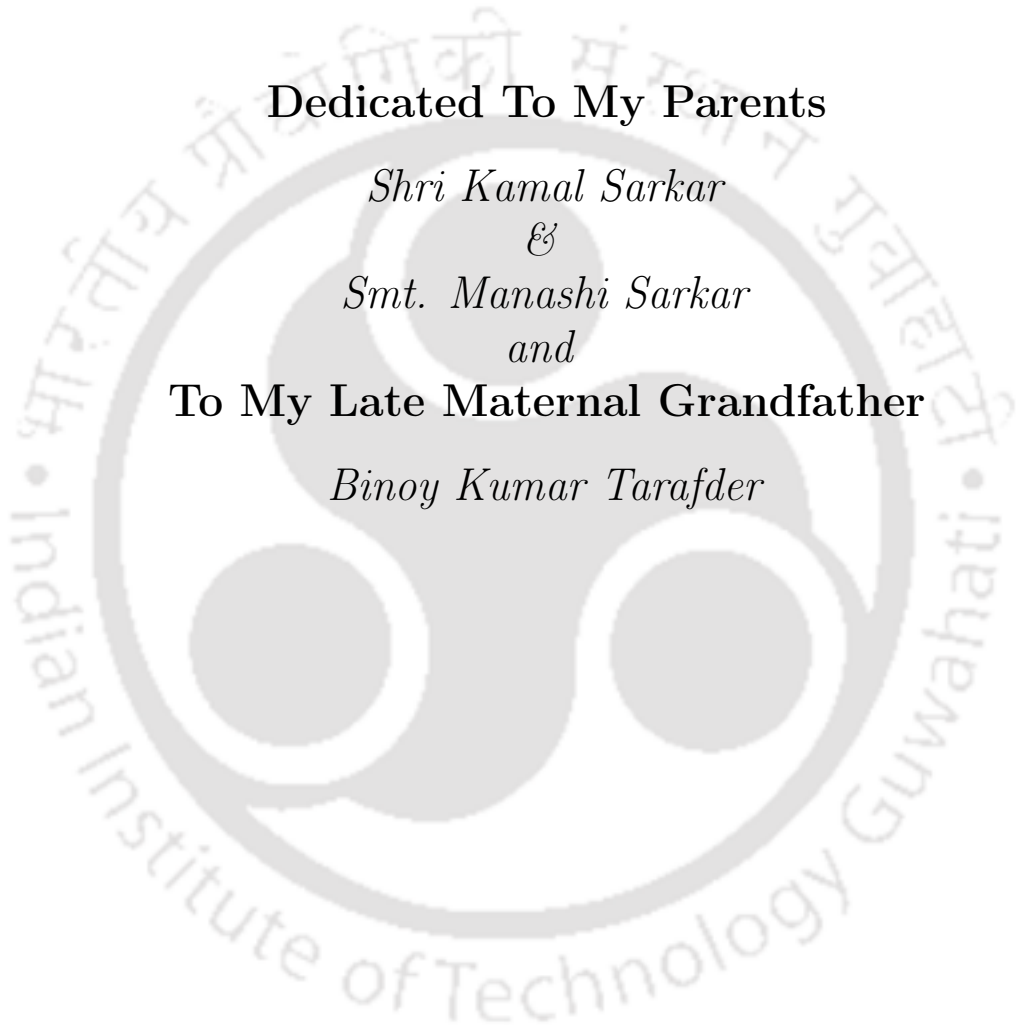 Dedicated To My Parents
Shri Kamal Sarkar
&
Smt. Manashi Sarkar
and
To My Late Maternal Grandfather
Binoy Kumar Tarafder
भारतीय प्रौद्योगिकी संस्थान गुवाहाटी
• Indian Institute of Technology Guwahati •